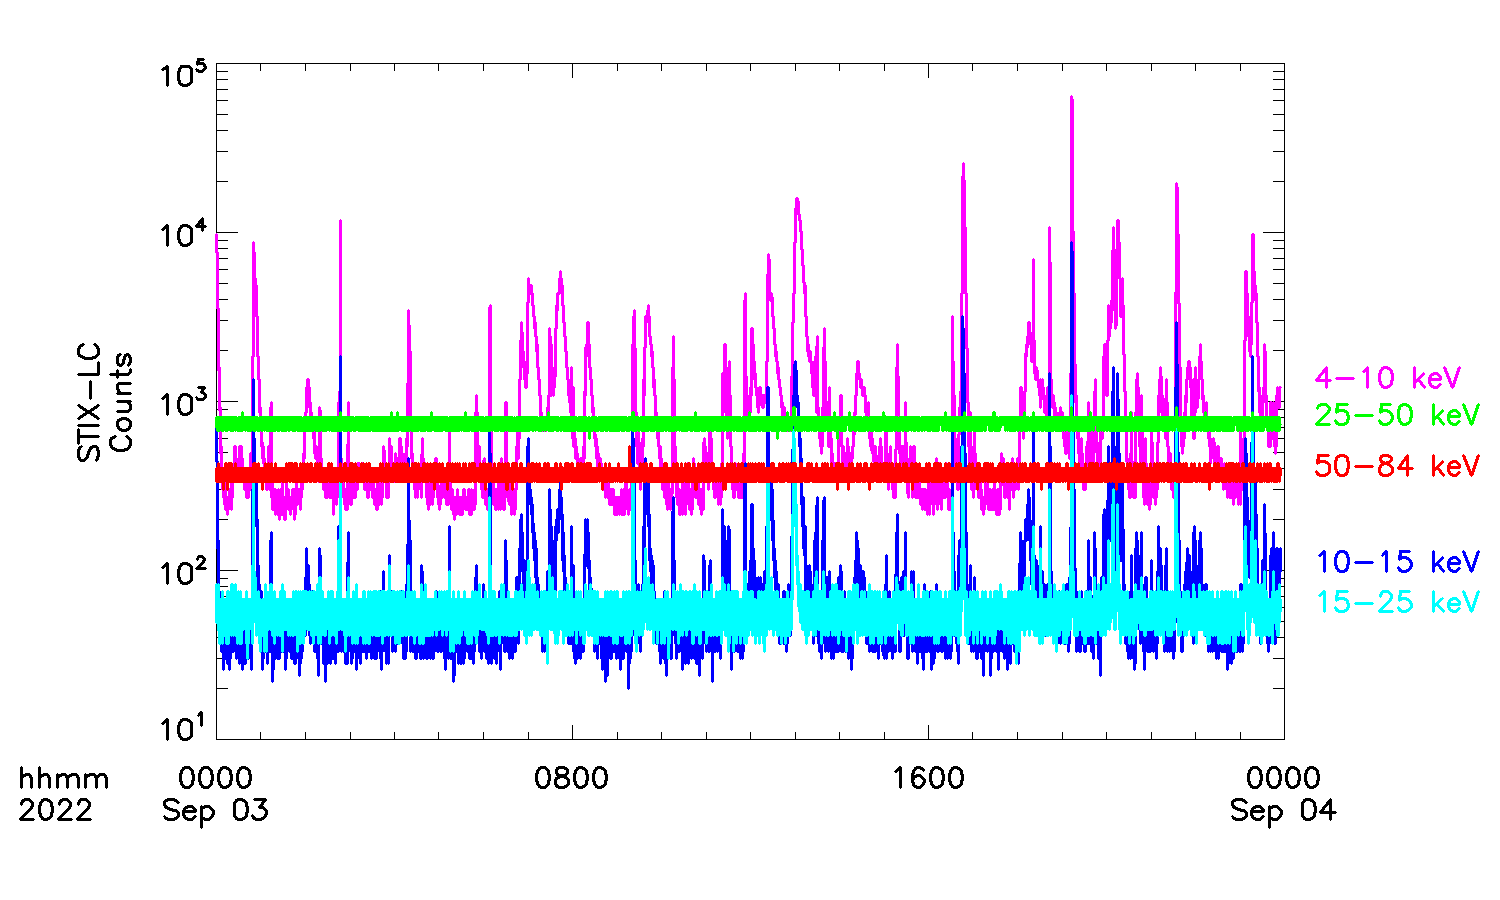 10⁵
10⁴
10³
10²
10¹
STIX-LC
Counts
4-10 keV
25-50 keV
50-84 keV
10-15 keV
15-25 keV
hhmm 0000 0800 1600 0000
2022 Sep 03 Sep 04